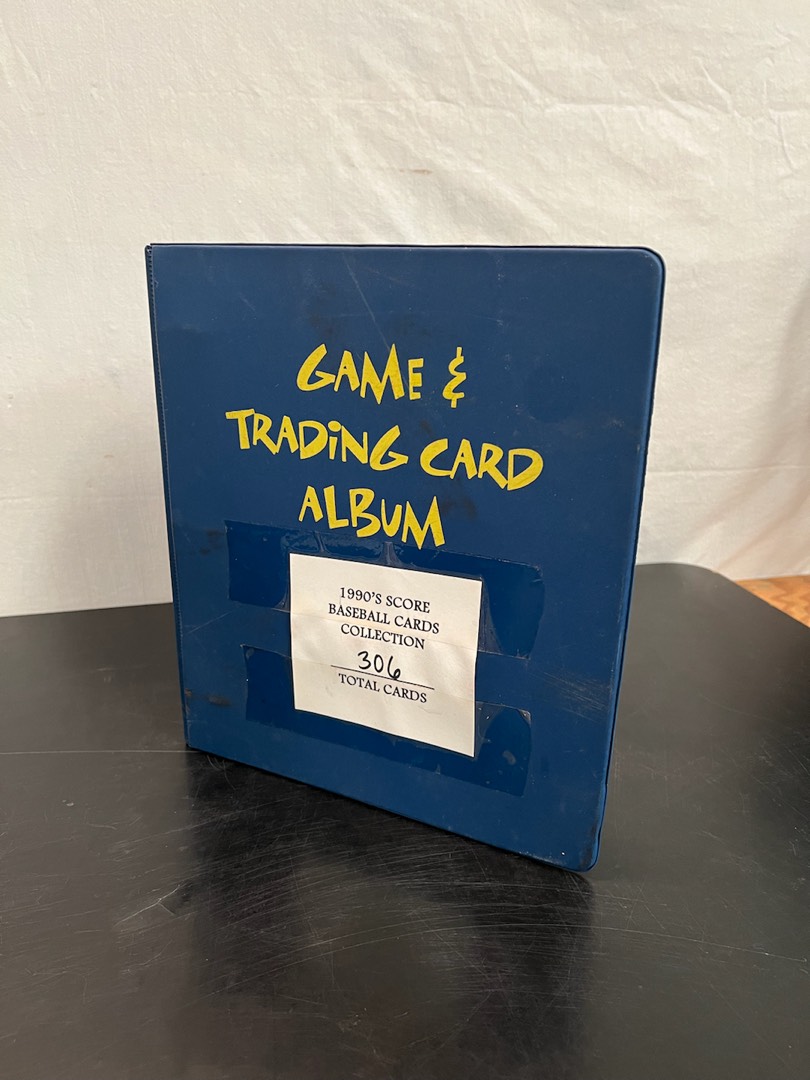 GAME &
TRADiNG CARD
ALBUM
1990'S SCORE
BASEBALL CARDS
COLLECTION
306
TOTAL CARDS